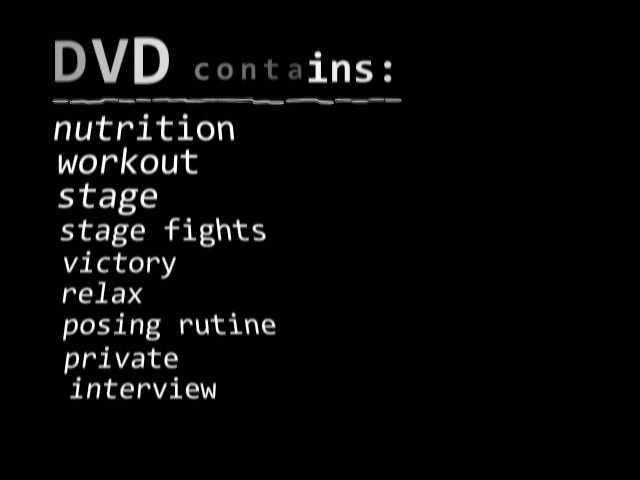 DVD contains:
nutrition
workout
stage
stage fights
victory
relax
posing rutine
private
interview